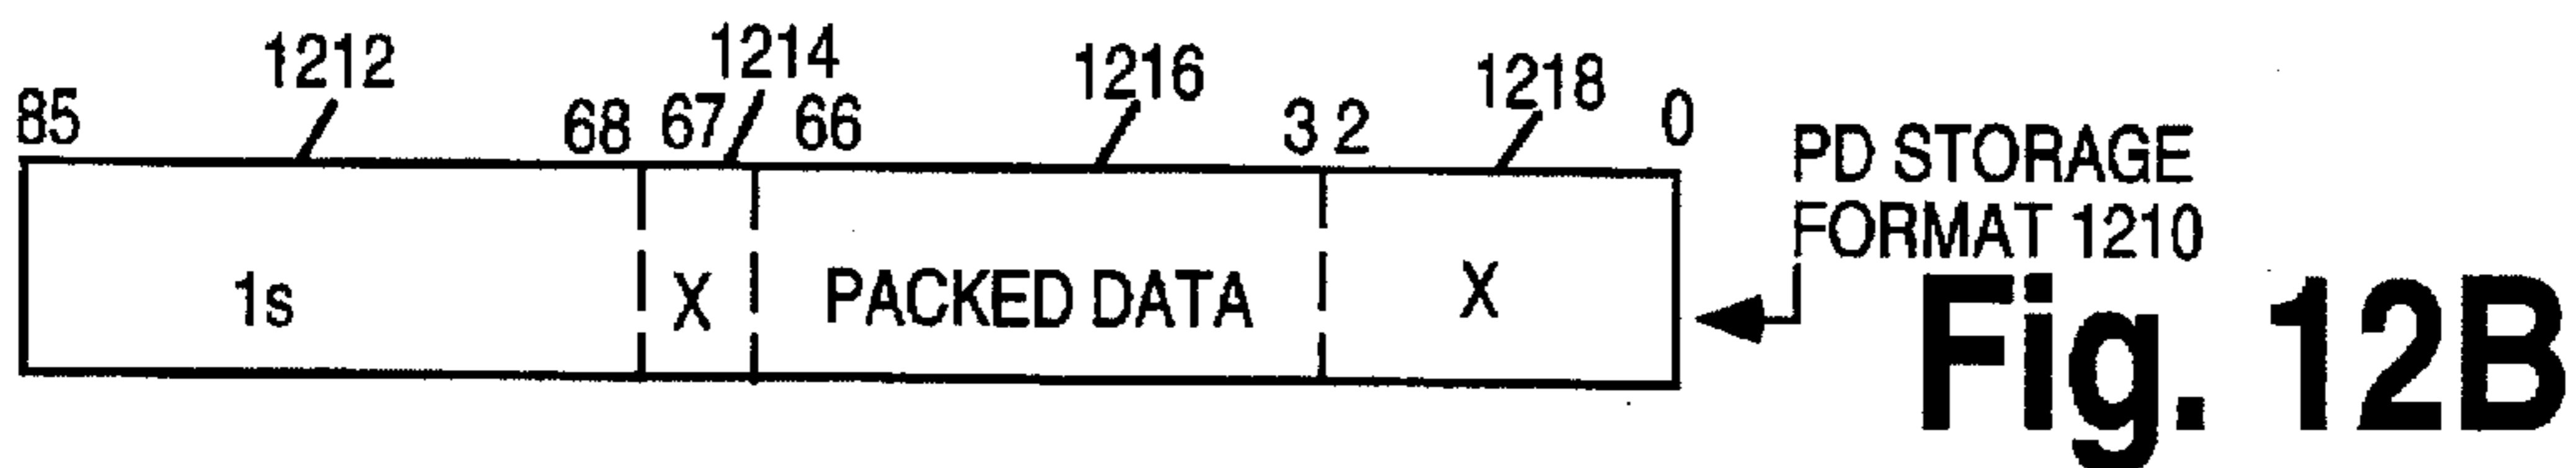 1212 1214 1216 1218
85 68 67 66 3 2 0
1s X PACKED DATA X
PD STORAGE
FORMAT 1210
Fig. 12B